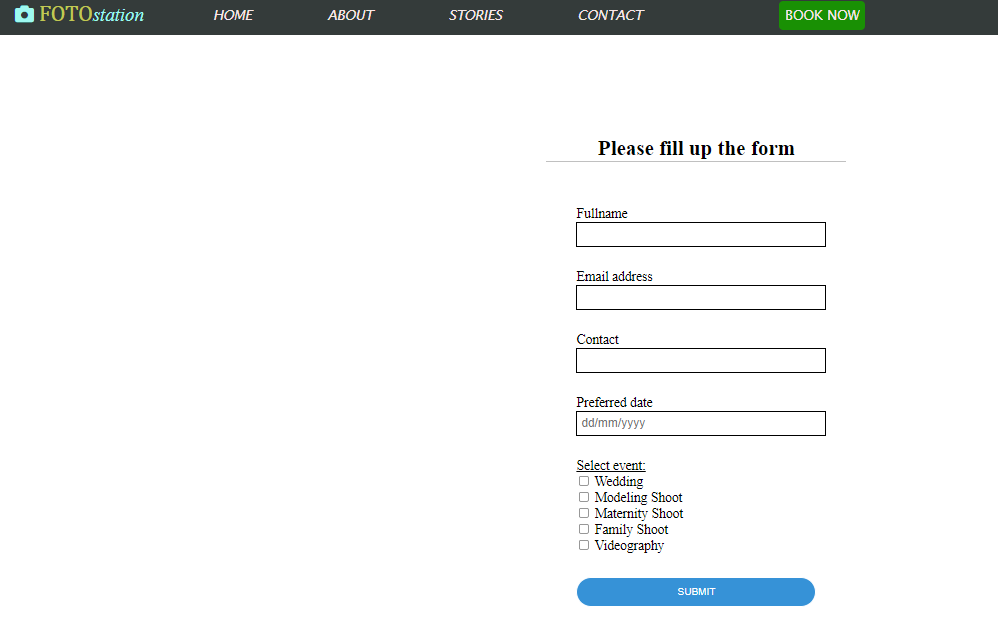 FOTOstation HOME ABOUT STORIES CONTACT BOOK NOW
Please fill up the form
Fullname
Email address
Contact
Preferred date
dd/mm/yyyy
Select event:
Wedding
Modeling Shoot
Maternity Shoot
Family Shoot
Videography
SUBMIT